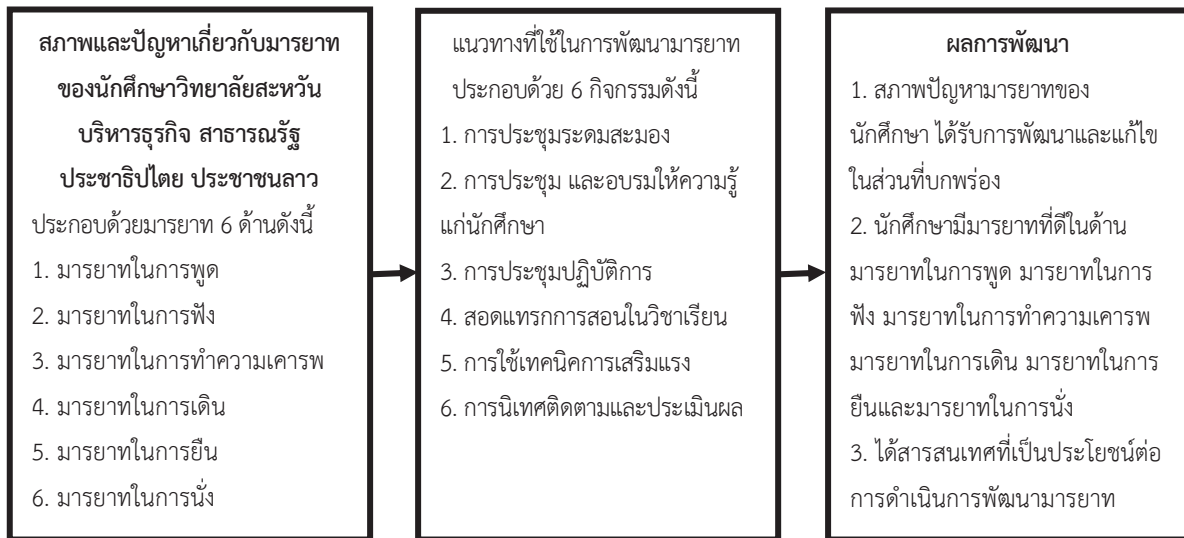 สภาพและปัญหาเกี่ยวกับมารยาท
ของนักศึกษาวิทยาลัยสะหวัน
บริหารธุรกิจ สาธารณรัฐ
ประชาธิปไตย ประชาชนลาว
ประกอบด้วยมารยาท 6 ด้านดังนี้
1. มารยาทในการพูด
2. มารยาทในการฟัง
3. มารยาทในการทำความเคารพ
4. มารยาทในการเดิน
5. มารยาทในการยืน
6. มารยาทในการนั่ง
แนวทางที่ใช้ในการพัฒนามารยาท
ประกอบด้วย 6 กิจกรรมดังนี้
1. การประชุมระดมสะมอง
2. การประชุม และอบรมให้ความรู้
แก่นักศึกษา
3. การประชุมปฏิบัติการ
4. สอดแทรกการสอนในวิชาเรียน
5. การใช้เทคนิคการเสริมแรง
6. การนิเทศติดตามและประเมินผล
ผลการพัฒนา
1. สภาพปัญหามารยาทของ
นักศึกษา ได้รับการพัฒนาและแก้ไข
ในส่วนที่บกพร่อง
2. นักศึกษามีมารยาทที่ดีในด้าน
มารยาทในการพูด มารยาทในการ
ฟัง มารยาทในการทำความเคารพ
มารยาทในการเดิน มารยาทในการ
ยืนและมารยาทในการนั่ง
3. ได้สารสนเทศที่เป็นประโยชน์ต่อ
การดำเนินการพัฒนามารยาท